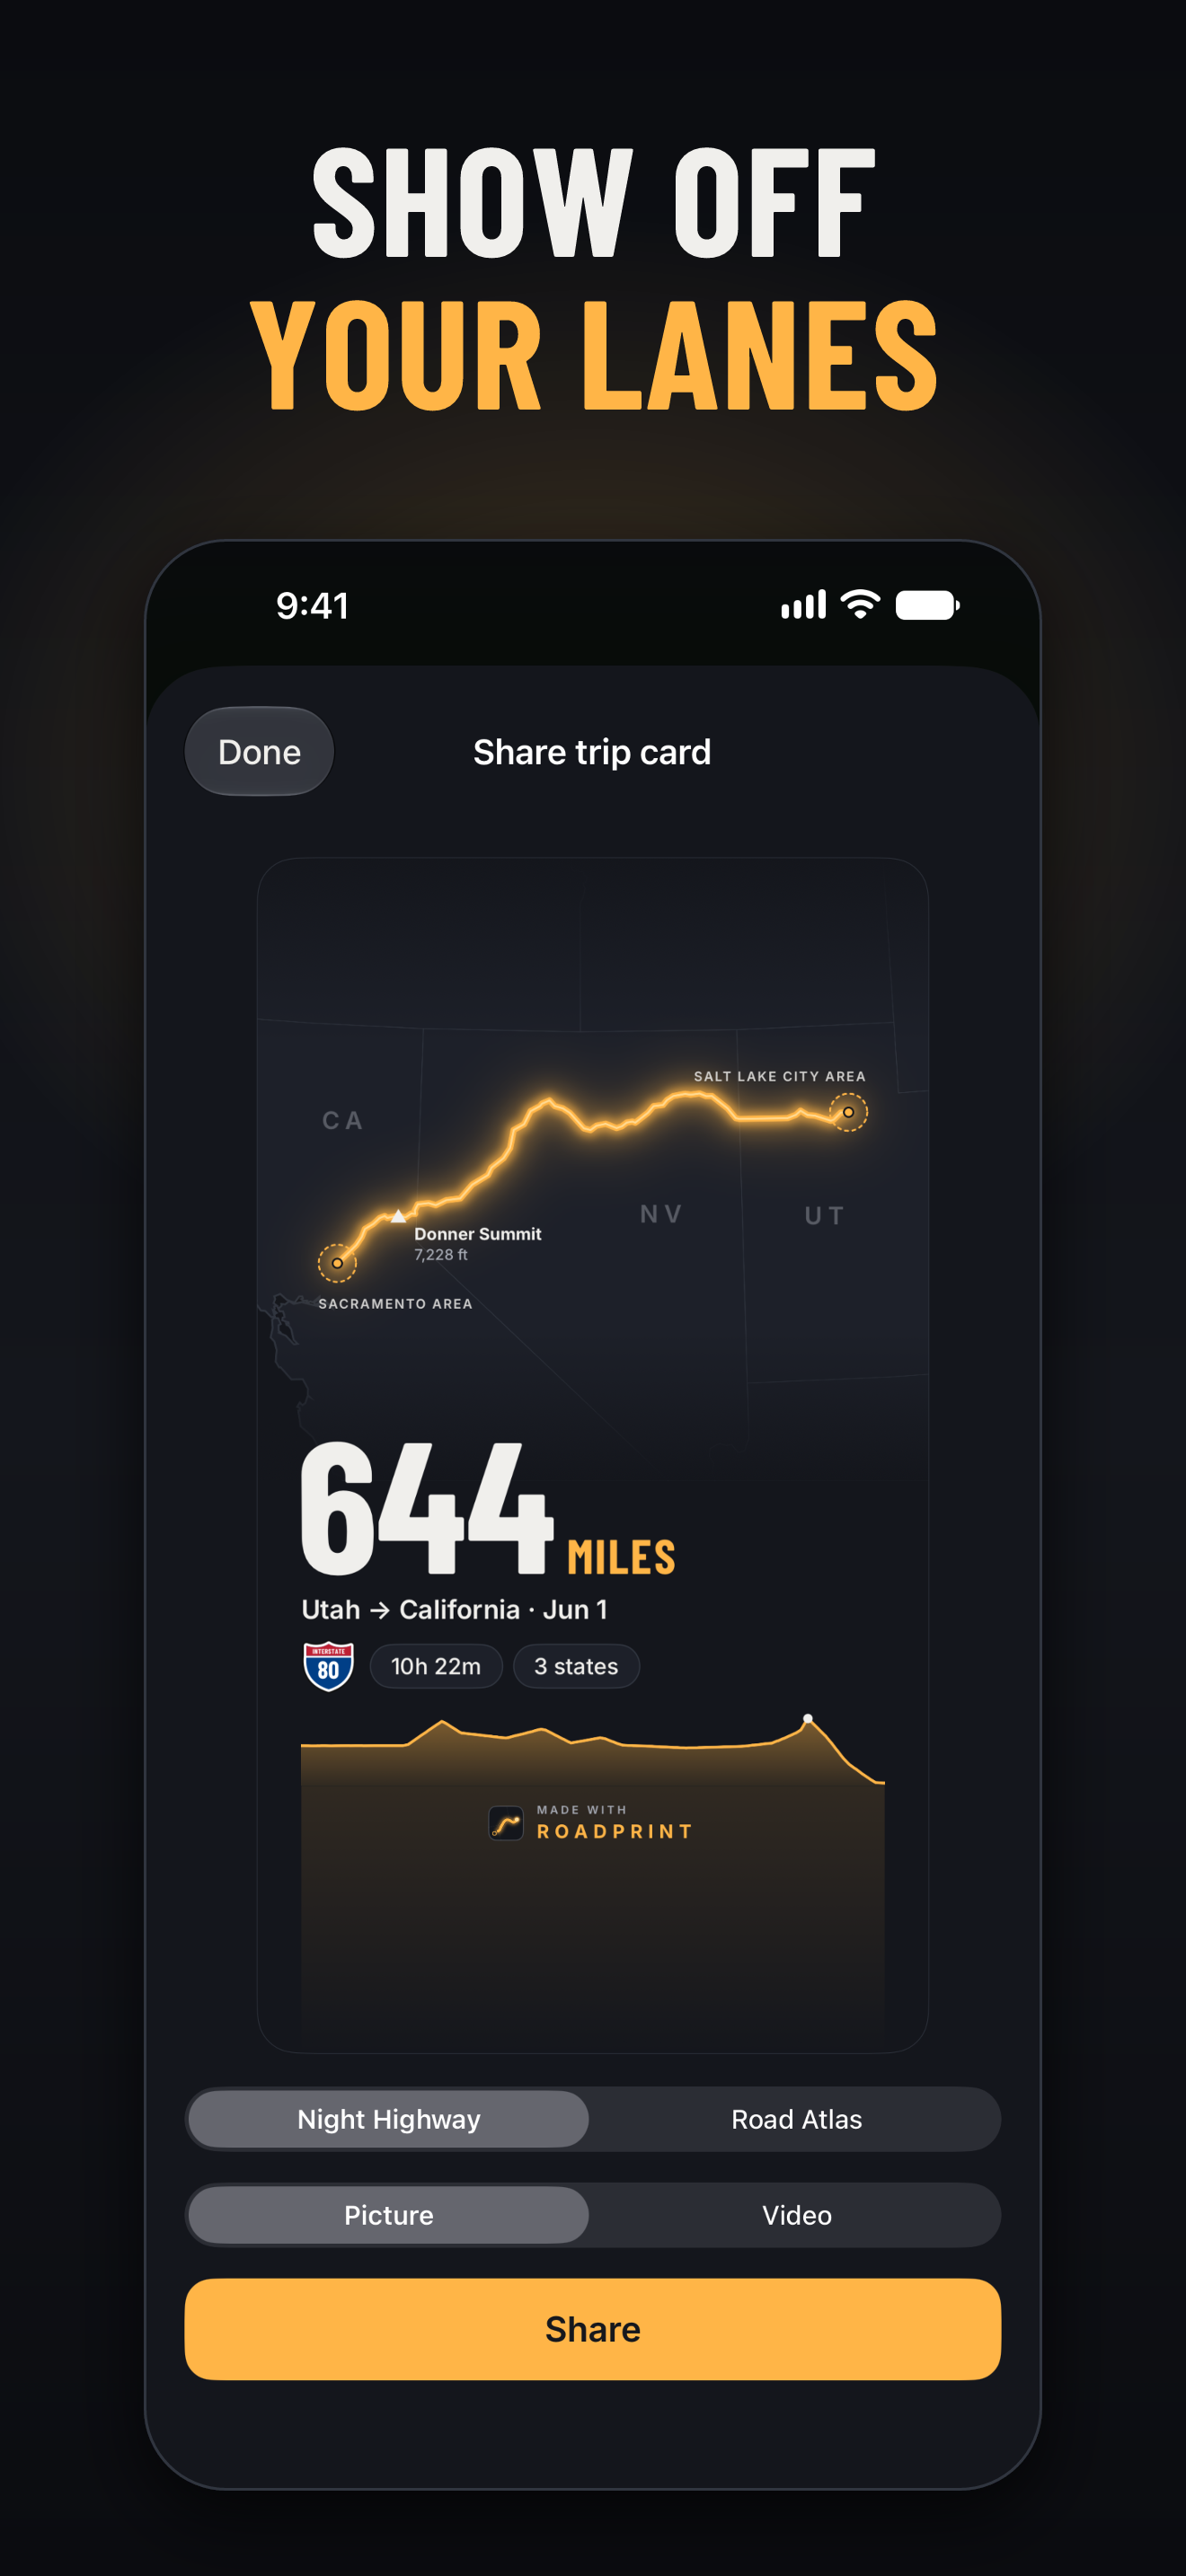 SHOW OFF
YOUR LANES
9:41
Done
Share trip card
SALT LAKE CITY AREA
CA
NV
UT
Donner Summit
7,228 ft
SACRAMENTO AREA
644 MILES
Utah → California · Jun 1
INTERSTATE
80
10h 22m
3 states
MADE WITH
ROADPRINT
Night Highway
Road Atlas
Picture
Video
Share